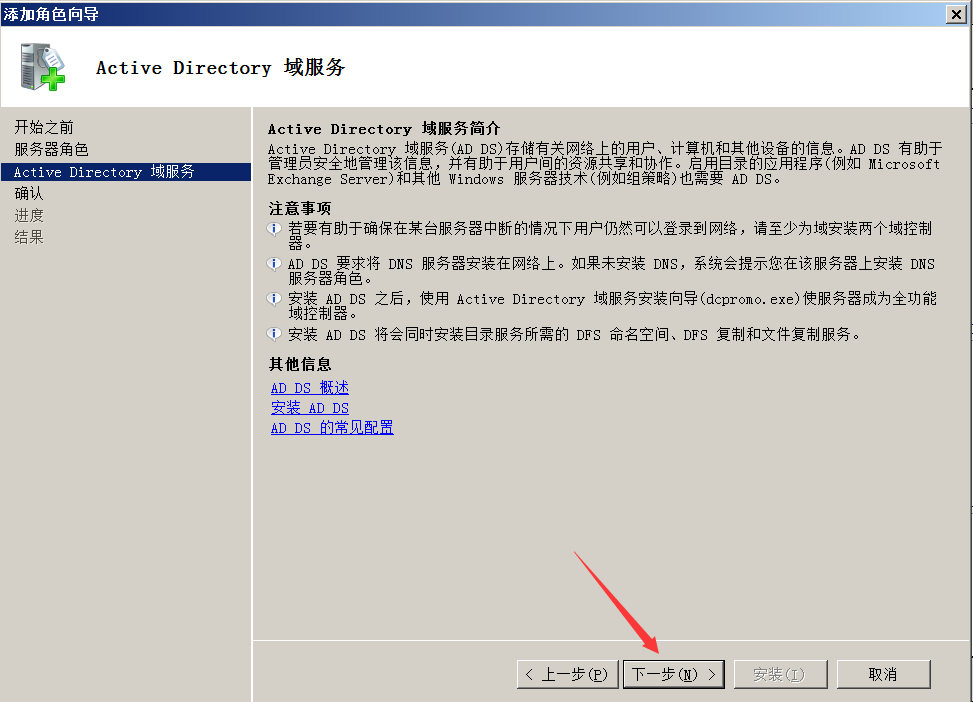 添加角色向导
Active Directory 域服务
开始之前
服务器角色
Active Directory 域服务
确认
进度
结果
Active Directory 域服务简介
Active Directory 域服务(AD DS)存储有关网络上的用户、计算机和其他设备的信息。AD DS 有助于
管理员安全地管理该信息，并有助于用户间的资源共享和协作。启用目录的应用程序(例如 Microsoft
Exchange Server)和其他 Windows 服务器技术(例如组策略)也需要 AD DS。
注意事项
若要有助于确保在某台服务器中断的情况下用户仍然可以登录到网络，请至少为域安装两个域控制
器。
AD DS 要求将 DNS 服务器安装在网络上。如果未安装 DNS，系统会提示您在该服务器上安装 DNS
服务器角色。
安装 AD DS 之后，使用 Active Directory 域服务安装向导(dcpromo.exe)使服务器成为全功能
域控制器。
安装 AD DS 将会同时安装目录服务所需的 DFS 命名空间、DFS 复制和文件复制服务。
其他信息
AD DS 概述
安装 AD DS
AD DS 的常见配置
< 上一步(P) 下一步(N) > 安装(I) 取消